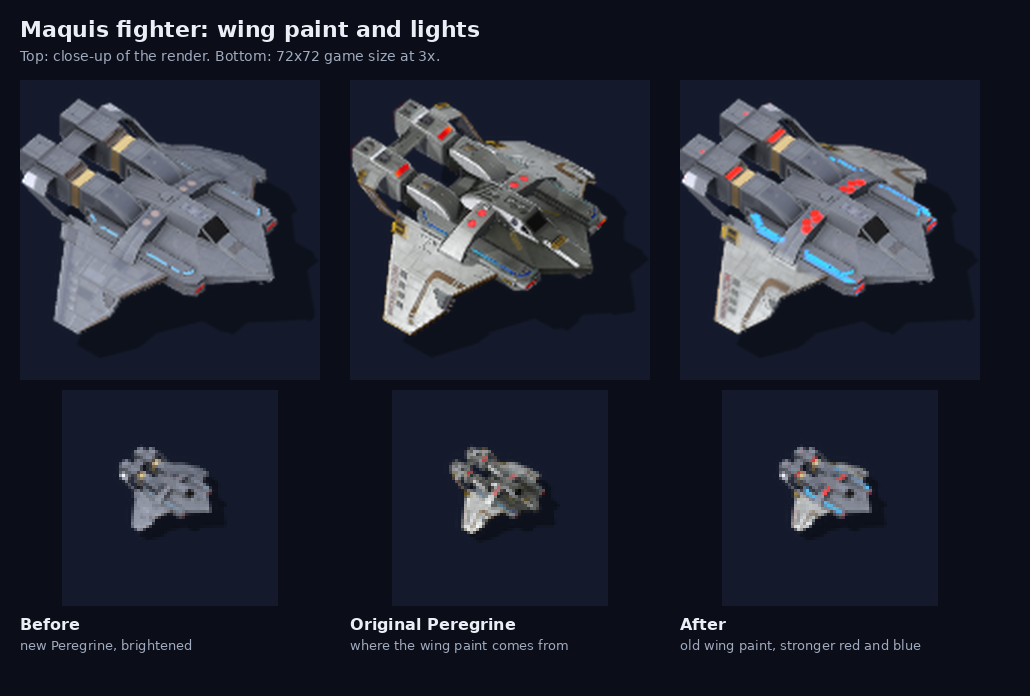 Maquis fighter: wing paint and lights
Top: close-up of the render. Bottom: 72x72 game size at 3x.
Before
new Peregrine, brightened
Original Peregrine
where the wing paint comes from
After
old wing paint, stronger red and blue